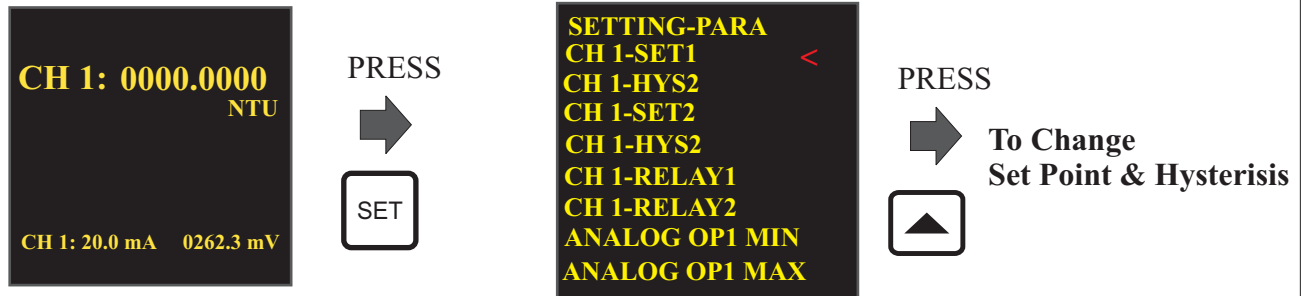 CH 1: 0000.0000
NTU
CH 1: 20.0 mA 0262.3 mV
PRESS
SET
SETTING-PARA
CH 1-SET1 <
CH 1-HYS2
CH 1-SET2
CH 1-HYS2
CH 1-RELAY1
CH 1-RELAY2
ANALOG OP1 MIN
ANALOG OP1 MAX
PRESS
To Change
Set Point & Hysterisis